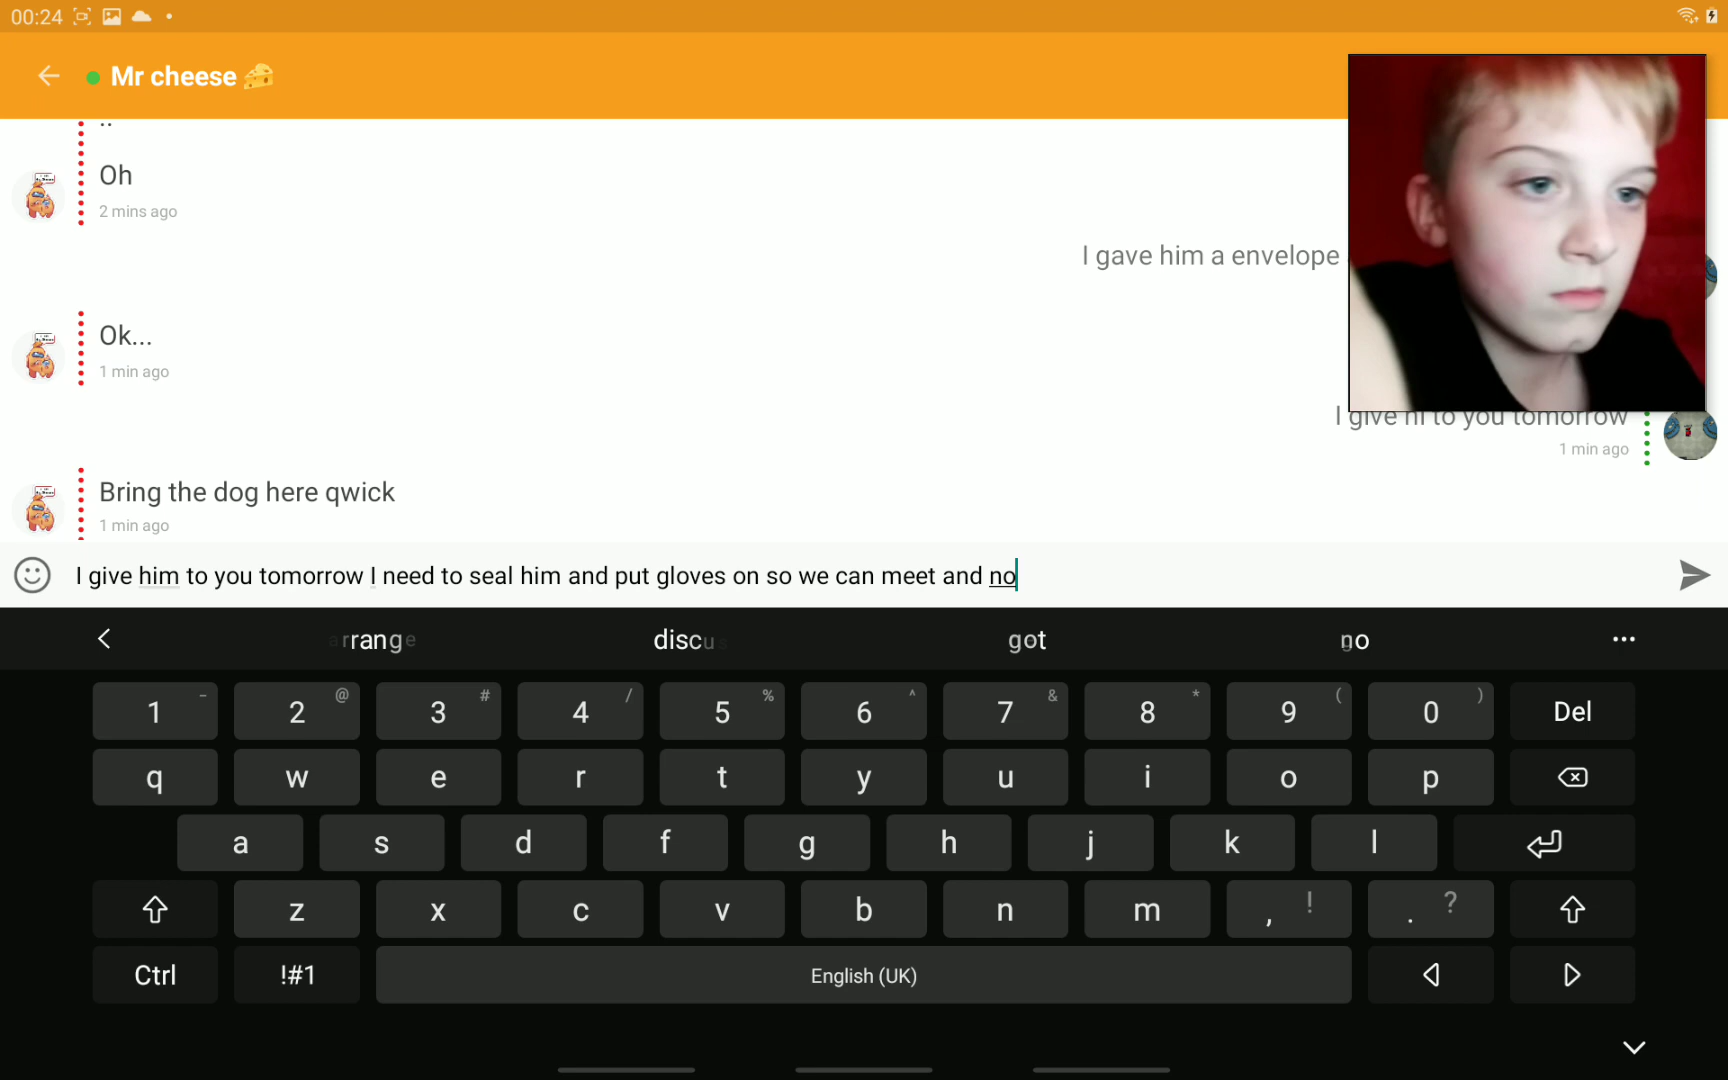 00:24
Mr cheese 🧀
..
Oh
2 mins ago
I gave him a envelope
Ok...
1 min ago
I give hi to you tomorrow
1 min ago
Bring the dog here qwick
1 min ago
I give him to you tomorrow I need to seal him and put gloves on so we can meet and no
arrange discus got go ...
1 - 2 @ 3 # 4 / 5 % 6 ^ 7 & 8 * 9 ( 0 ) Del
q w e r t y u i o p
a s d f g h j k l
z x c v b n m , ! . ?
Ctrl !#1 English (UK)